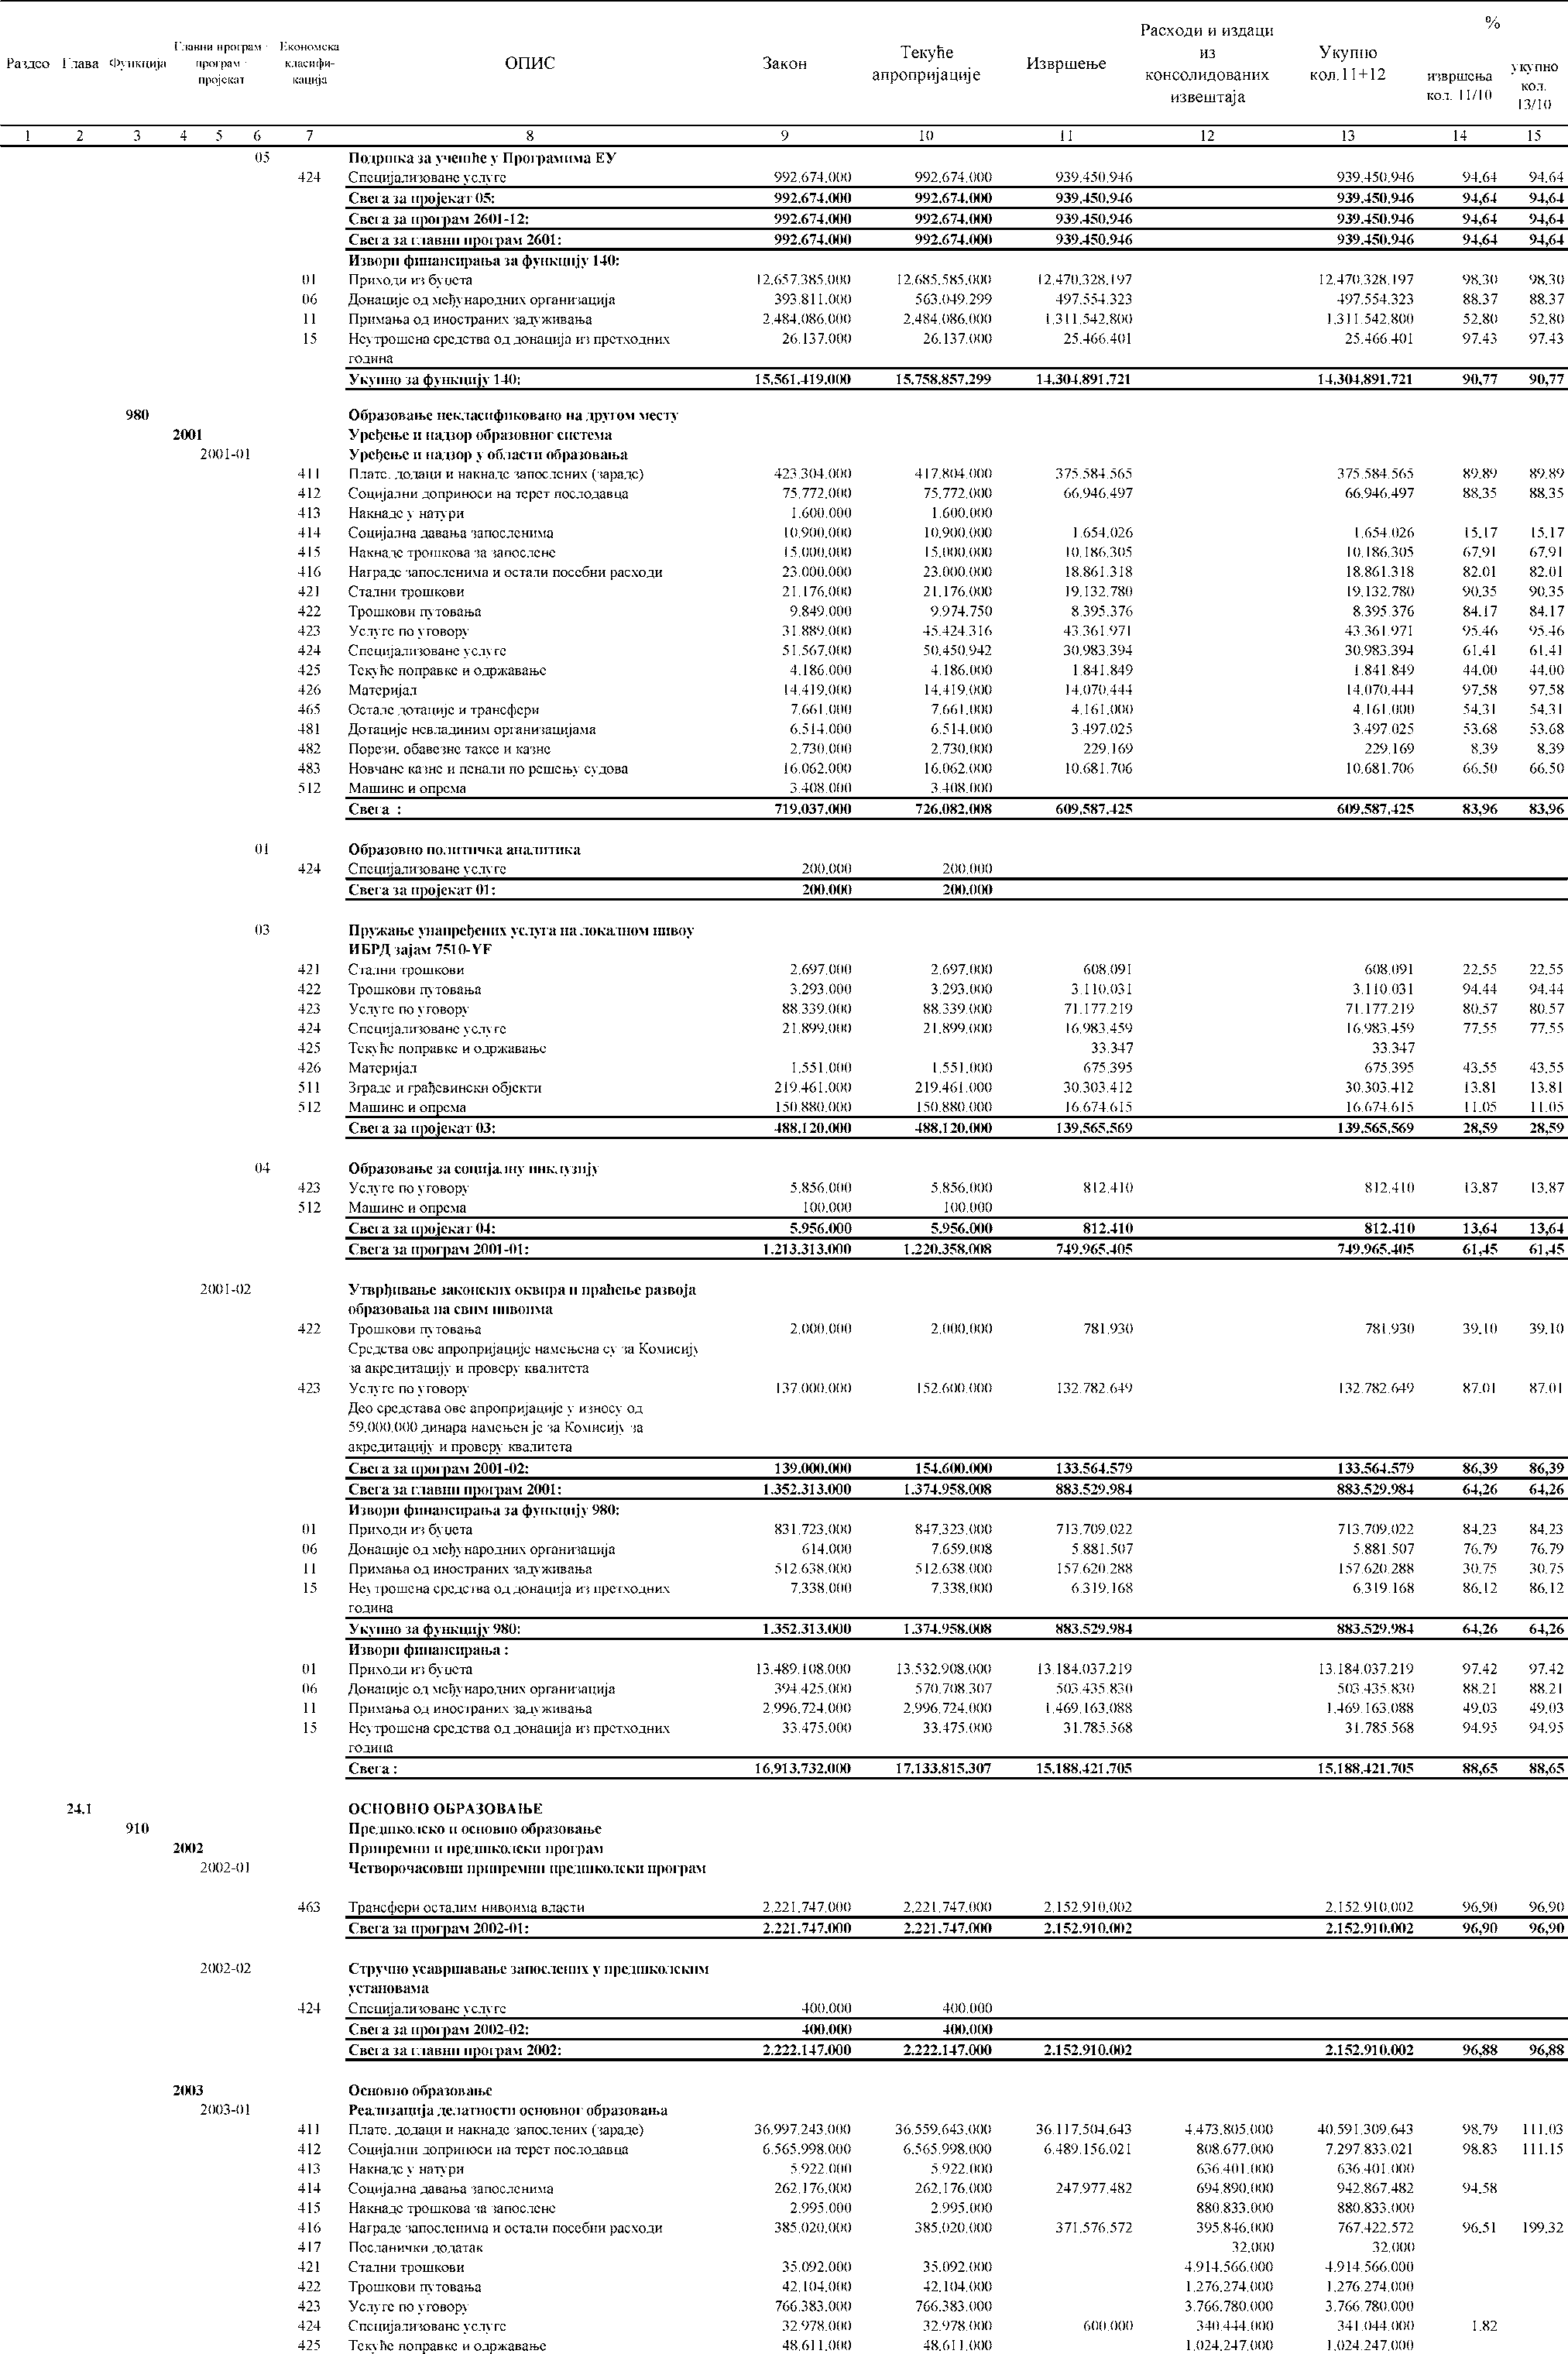 Раздео Глава Функција Главни програм - програм - пројекат Економска класифи-кација ОПИС Закон Текуће апропријације Извршење Расходи и издаци из консолидованих извештаја Укупно кол.11+12 % извршења кол. 11/10 укупно кол. 13/10
1 2 3 4 5 6 7 8 9 10 11 12 13 14 15
05 Подршка за учешће у Програмима ЕУ
424 Специјализоване услуге 992.674.000 992.674.000 939.450.946 939.450.946 94,64 94,64
Свега за пројекат 05: 992.674.000 992.674.000 939.450.946 939.450.946 94,64 94,64
Свега за програм 2601-12: 992.674.000 992.674.000 939.450.946 939.450.946 94,64 94,64
Свега за главни програм 2601: 992.674.000 992.674.000 939.450.946 939.450.946 94,64 94,64
Извори финансирања за функцију 140:
01 Приходи из буџета 12.657.385.000 12.685.585.000 12.470.328.197 12.470.328.197 98,30 98,30
06 Донације од међународних организација 393.811.000 563.049.299 497.554.323 497.554.323 88,37 88,37
11 Примања од иностраних задуживања 2.484.086.000 2.484.086.000 1.311.542.800 1.311.542.800 52,80 52,80
15 Неутрошена средства од донација из претходних 26.137.000 26.137.000 25.466.401 25.466.401 97,43 97,43
година
Укупно за функцију 140: 15.561.419.000 15.758.857.299 14.304.891.721 14.304.891.721 90,77 90,77
980 Образовање некласификовано на другом месту
2001 Уређење и надзор образовног система
2001-01 Уређење и надзор у области образовања
411 Плате, додаци и накнаде запослених (зараде) 423.304.000 417.804.000 375.584.565 375.584.565 89,89 89,89
412 Социјални доприноси на терет послодавца 75.772.000 75.772.000 66.946.497 66.946.497 88,35 88,35
413 Накнаде у натури 1.600.000 1.600.000
414 Социјална давања запосленима 10.900.000 10.900.000 1.654.026 1.654.026 15,17 15,17
415 Накнаде трошкова за запослене 15.000.000 15.000.000 10.186.305 10.186.305 67,91 67,91
416 Награде запосленима и остали посебни расходи 23.000.000 23.000.000 18.861.318 18.861.318 82,01 82,01
421 Стални трошкови 21.176.000 21.176.000 19.132.780 19.132.780 90,35 90,35
422 Трошкови путовања 9.849.000 9.974.750 8.395.376 8.395.376 84,17 84,17
423 Услуге по уговору 31.889.000 45.424.316 43.361.971 43.361.971 95,46 95,46
424 Специјализоване услуге 51.567.000 50.450.942 30.983.394 30.983.394 61,41 61,41
425 Текуће поправке и одржавање 4.186.000 4.186.000 1.841.849 1.841.849 44,00 44,00
426 Материјал 14.419.000 14.419.000 14.070.444 14.070.444 97,58 97,58
465 Остале дотације и трансфери 7.661.000 7.661.000 4.161.000 4.161.000 54,31 54,31
481 Дотације невладиним организацијама 6.514.000 6.514.000 3.497.025 3.497.025 53,68 53,68
482 Порези, обавезне таксе и казне 2.730.000 2.730.000 229.169 229.169 8,39 8,39
483 Новчане казне и пенали по решењу судова 16.062.000 16.062.000 10.681.706 10.681.706 66,50 66,50
512 Машине и опрема 3.408.000 3.408.000
Свега : 719.037.000 726.082.008 609.587.425 609.587.425 83,96 83,96
01 Образовно политичка аналитика
424 Специјализоване услуге 200.000 200.000
Свега за пројекат 01: 200.000 200.000
03 Пружање унапређених услуга на локалном нивоу
ИБРД зајам 7510-YF
421 Стални трошкови 2.697.000 2.697.000 608.091 608.091 22,55 22,55
422 Трошкови путовања 3.293.000 3.293.000 3.110.031 3.110.031 94,44 94,44
423 Услуге по уговору 88.339.000 88.339.000 71.177.219 71.177.219 80,57 80,57
424 Специјализоване услуге 21.899.000 21.899.000 16.983.459 16.983.459 77,55 77,55
425 Текуће поправке и одржавање 33.347 33.347
426 Материјал 1.551.000 1.551.000 675.395 675.395 43,55 43,55
511 Зграде и грађевински објекти 219.461.000 219.461.000 30.303.412 30.303.412 13,81 13,81
512 Машине и опрема 150.880.000 150.880.000 16.674.615 16.674.615 11,05 11,05
Свега за пројекат 03: 488.120.000 488.120.000 139.565.569 139.565.569 28,59 28,59
04 Образовање за социјалну инклузију
423 Услуге по уговору 5.856.000 5.856.000 812.410 812.410 13,87 13,87
512 Машине и опрема 100.000 100.000
Свега за пројекат 04: 5.956.000 5.956.000 812.410 812.410 13,64 13,64
Свега за програм 2001-01: 1.213.313.000 1.220.358.008 749.965.405 749.965.405 61,45 61,45
2001-02 Утврђивање законских оквира и праћење развоја
образовања на свим нивоима
422 Трошкови путовања 2.000.000 2.000.000 781.930 781.930 39,10 39,10
Средства ове апропријације намењена су за Комисију
за акредитацију и проверу квалитета
423 Услуге по уговору 137.000.000 152.600.000 132.782.649 132.782.649 87,01 87,01
Део средстава ове апропријације у износу од
59.000.000 динара намењен је за Комисију за
акредитацију и проверу квалитета
Свега за програм 2001-02: 139.000.000 154.600.000 133.564.579 133.564.579 86,39 86,39
Свега за главни програм 2001: 1.352.313.000 1.374.958.008 883.529.984 883.529.984 64,26 64,26
Извори финансирања за функцију 980:
01 Приходи из буџета 831.723.000 847.323.000 713.709.022 713.709.022 84,23 84,23
06 Донације од међународних организација 614.000 7.659.008 5.881.507 5.881.507 76,79 76,79
11 Примања од иностраних задуживања 512.638.000 512.638.000 157.620.288 157.620.288 30,75 30,75
15 Неутрошена средства од донација из претходних 7.338.000 7.338.000 6.319.168 6.319.168 86,12 86,12
година
Укупно за функцију 980: 1.352.313.000 1.374.958.008 883.529.984 883.529.984 64,26 64,26
Извори финансирања :
01 Приходи из буџета 13.489.108.000 13.532.908.000 13.184.037.219 13.184.037.219 97,42 97,42
06 Донације од међународних организација 394.425.000 570.708.307 503.435.830 503.435.830 88,21 88,21
11 Примања од иностраних задуживања 2.996.724.000 2.996.724.000 1.469.163.088 1.469.163.088 49,03 49,03
15 Неутрошена средства од донација из претходних 33.475.000 33.475.000 31.785.568 31.785.568 94,95 94,95
година
Свега : 16.913.732.000 17.133.815.307 15.188.421.705 15.188.421.705 88,65 88,65
24.1 ОСНОВНО ОБРАЗОВАЊЕ
910 Предшколско и основно образовање
2002 Припремни и предшколски програм
2002-01 Четворочасовни припремни предшколски програм
463 Трансфери осталим нивоима власти 2.221.747.000 2.221.747.000 2.152.910.002 2.152.910.002 96,90 96,90
Свега за програм 2002-01: 2.221.747.000 2.221.747.000 2.152.910.002 2.152.910.002 96,90 96,90
2002-02 Стручно усавршавање запослених у предшколским
установама
424 Специјализоване услуге 400.000 400.000
Свега за програм 2002-02: 400.000 400.000
Свега за главни програм 2002: 2.222.147.000 2.222.147.000 2.152.910.002 2.152.910.002 96,88 96,88
2003 Основно образовање
2003-01 Реализација делатности основног образовања
411 Плате, додаци и накнаде запослених (зараде) 36.997.243.000 36.559.643.000 36.117.504.643 4.473.805.000 40.591.309.643 98,79 111,03
412 Социјални доприноси на терет послодавца 6.565.998.000 6.565.998.000 6.489.156.021 808.677.000 7.297.833.021 98,83 111,15
413 Накнаде у натури 5.922.000 5.922.000 636.401.000 636.401.000
414 Социјална давања запосленима 262.176.000 262.176.000 247.977.482 694.890.000 942.867.482 94,58
415 Накнаде трошкова за запослене 2.995.000 2.995.000 880.833.000 880.833.000
416 Награде запосленима и остали посебни расходи 385.020.000 385.020.000 371.576.572 395.846.000 767.422.572 96,51 199,32
417 Посланички додатак 32.000 32.000
421 Стални трошкови 35.092.000 35.092.000 4.914.566.000 4.914.566.000
422 Трошкови путовања 42.104.000 42.104.000 1.276.274.000 1.276.274.000
423 Услуге по уговору 766.383.000 766.383.000 3.766.780.000 3.766.780.000
424 Специјализоване услуге 32.978.000 32.978.000 600.000 340.444.000 341.044.000 1,82
425 Текуће поправке и одржавање 48.611.000 48.611.000 1.024.247.000 1.024.247.000